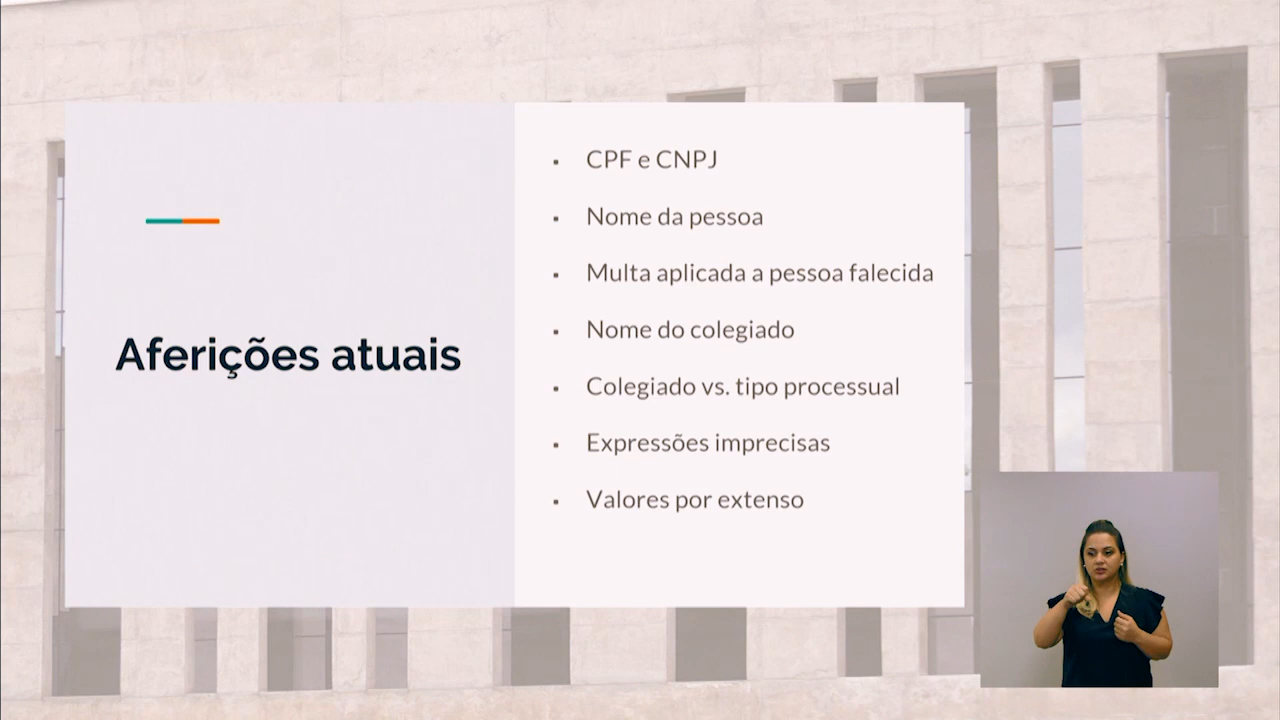 Aferições atuais
CPF e CNPJ
Nome da pessoa
Multa aplicada a pessoa falecida
Nome do colegiado
Colegiado vs. tipo processual
Expressões imprecisas
Valores por extenso